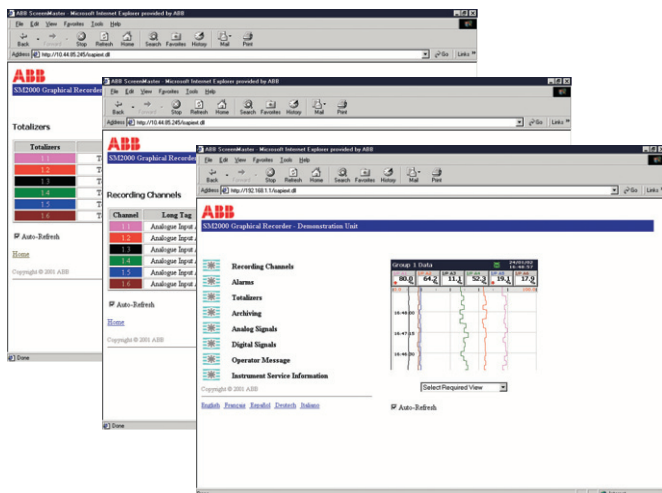 ABB ScreenMaster - Microsoft Internet Explorer provided by ABB
File Edit View Favorites Tools Help
Back Forward Stop Refresh Home Search Favorites History Mail Print
Address http://10.44.85.245/sapient.dll Go Links
ABB
SM2000 Graphical Recorder
Totalizers
Totalizers
1.1
1.2
1.3
1.4
1.5
1.6
Auto-Refresh
Home
Copyright © 2001 ABB
Done
ABB ScreenMaster - Microsoft Internet Explorer provided by ABB
File Edit View Favorites Tools Help
Back Forward Stop Refresh Home Search Favorites History Mail Print
Address http://10.44.85.245/sapient.dll Go Links
ABB
SM2000 Graphical Recorder
Recording Channels
Channel Long Tag
1.1 Analogue Input
1.2 Analogue Input
1.3 Analogue Input
1.4 Analogue Input
1.5 Analogue Input
1.6 Analogue Input
Auto-Refresh
Home
Copyright © 2001 ABB
Done
ABB ScreenMaster - Microsoft Internet Explorer provided by ABB
File Edit View Favorites Tools Help
Back Forward Stop Refresh Home Search Favorites History Mail Print
Address http://192.168.1.1/sapient.dll Go Links
ABB
SM2000 Graphical Recorder - Demonstration Unit
Recording Channels
Alarms
Totalizers
Archiving
Analog Signals
Digital Signals
Operator Message
Instrument Service Information
Copyright © 2001 ABB
English Français Español Deutsch Italiano
Group 1 Data
80.0 64.2 11.1 52.3 19.1 17.9
16:48:00
16:47:15
16:46:30
Select Required View
Auto-Refresh